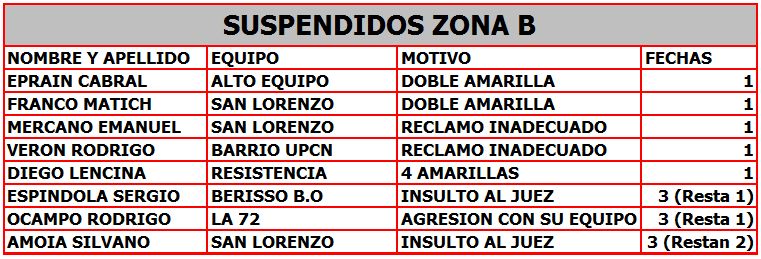 SUSPENDIDOS ZONA B
NOMBRE Y APELLIDO EQUIPO MOTIVO FECHAS
EPRAIN CABRAL ALTO EQUIPO DOBLE AMARILLA 1
FRANCO MATICH SAN LORENZO DOBLE AMARILLA 1
MERCANO EMANUEL SAN LORENZO RECLAMO INADECUADO 1
VERON RODRIGO BARRIO UPCN RECLAMO INADECUADO 1
DIEGO LENCINA RESISTENCIA 4 AMARILLAS 1
ESPINDOLA SERGIO BERISSO B.O INSULTO AL JUEZ 3 (Resta 1)
OCAMPO RODRIGO LA 72 AGRESION CON SU EQUIPO 3 (Resta 1)
AMOIA SILVANO SAN LORENZO INSULTO AL JUEZ 3 (Restan 2)